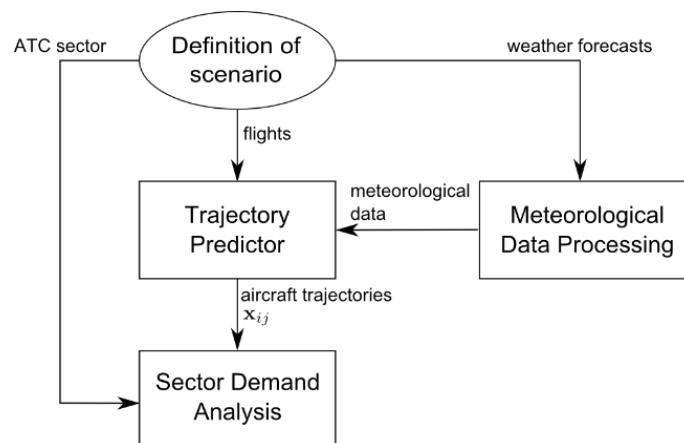 ATC sector
Definition of
scenario
weather forecasts
flights
meteorological
data
Trajectory
Predictor
Meteorological
Data Processing
aircraft trajectories
𝐱ᵢⱼ
Sector Demand
Analysis